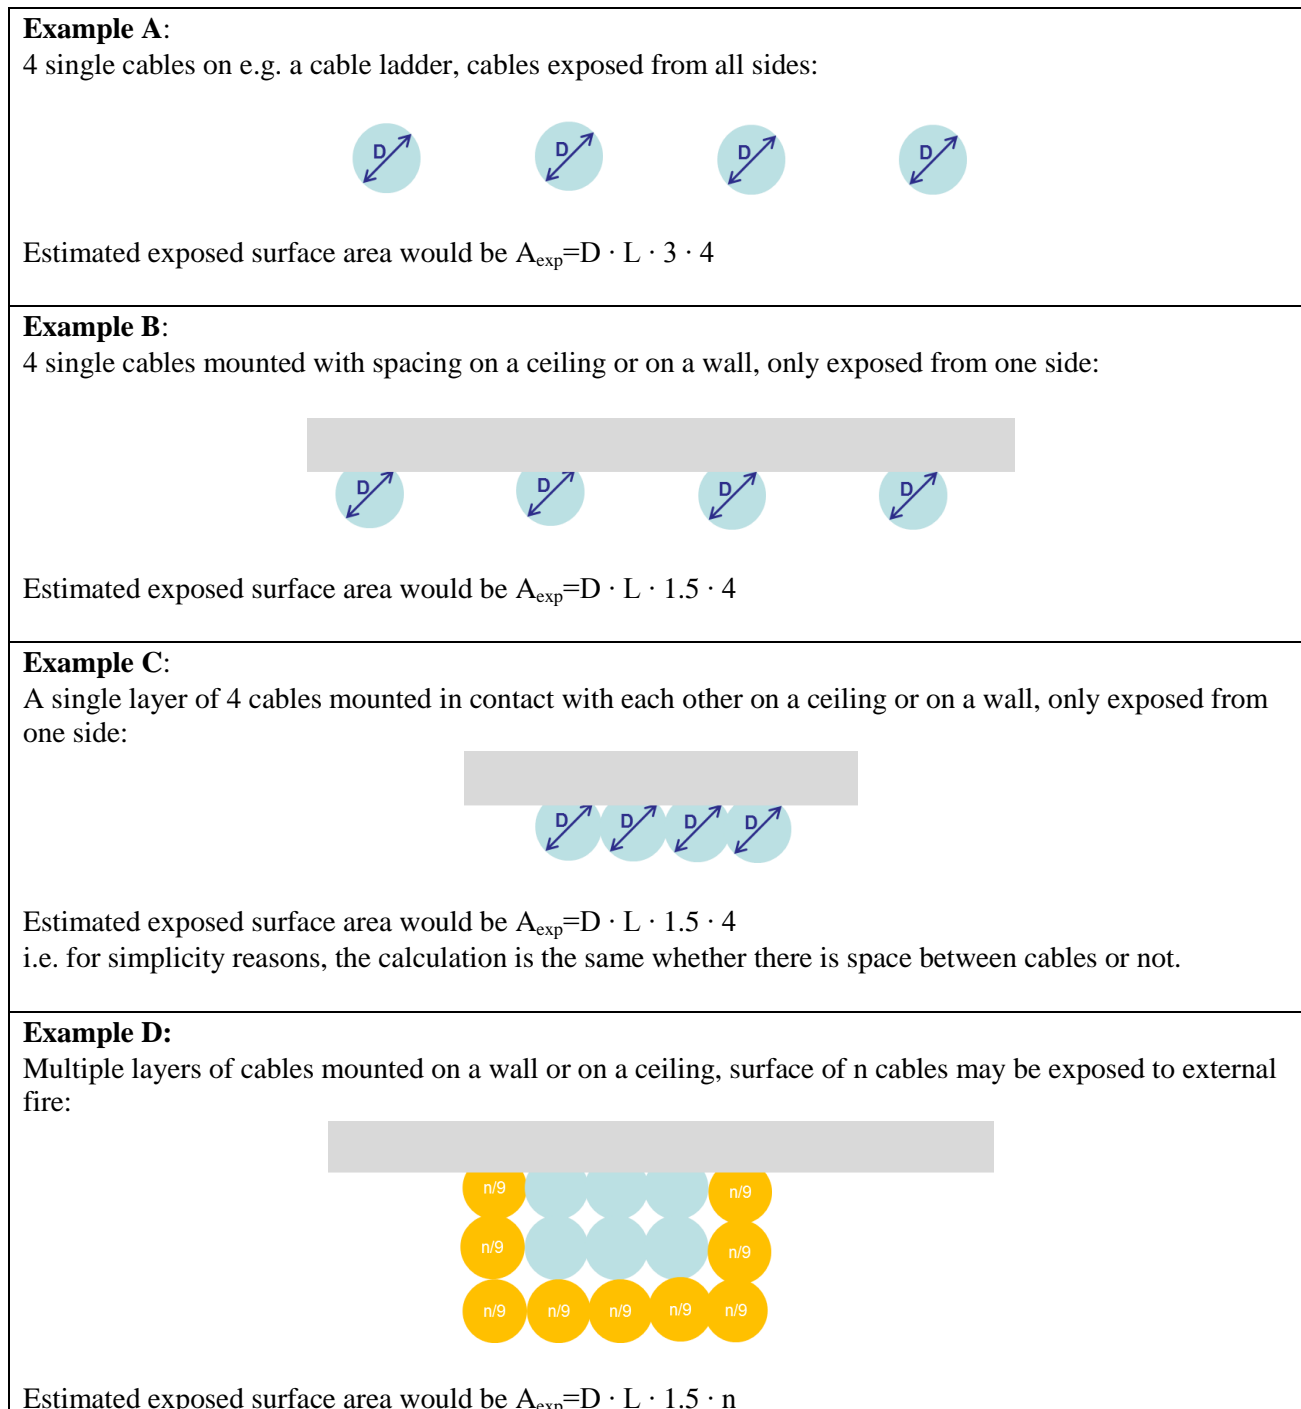 Example A:
4 single cables on e.g. a cable ladder, cables exposed from all sides:
D D D D
Estimated exposed surface area would be Aexp=D · L · 3 · 4
Example B:
4 single cables mounted with spacing on a ceiling or on a wall, only exposed from one side:
D D D D
Estimated exposed surface area would be Aexp=D · L · 1.5 · 4
Example C:
A single layer of 4 cables mounted in contact with each other on a ceiling or on a wall, only exposed from
one side:
D D D D
Estimated exposed surface area would be Aexp=D · L · 1.5 · 4
i.e. for simplicity reasons, the calculation is the same whether there is space between cables or not.
Example D:
Multiple layers of cables mounted on a wall or on a ceiling, surface of n cables may be exposed to external
fire:
n/9 n/9
n/9 n/9
n/9 n/9 n/9 n/9 n/9
Estimated exposed surface area would be Aexp=D · L · 1.5 · n